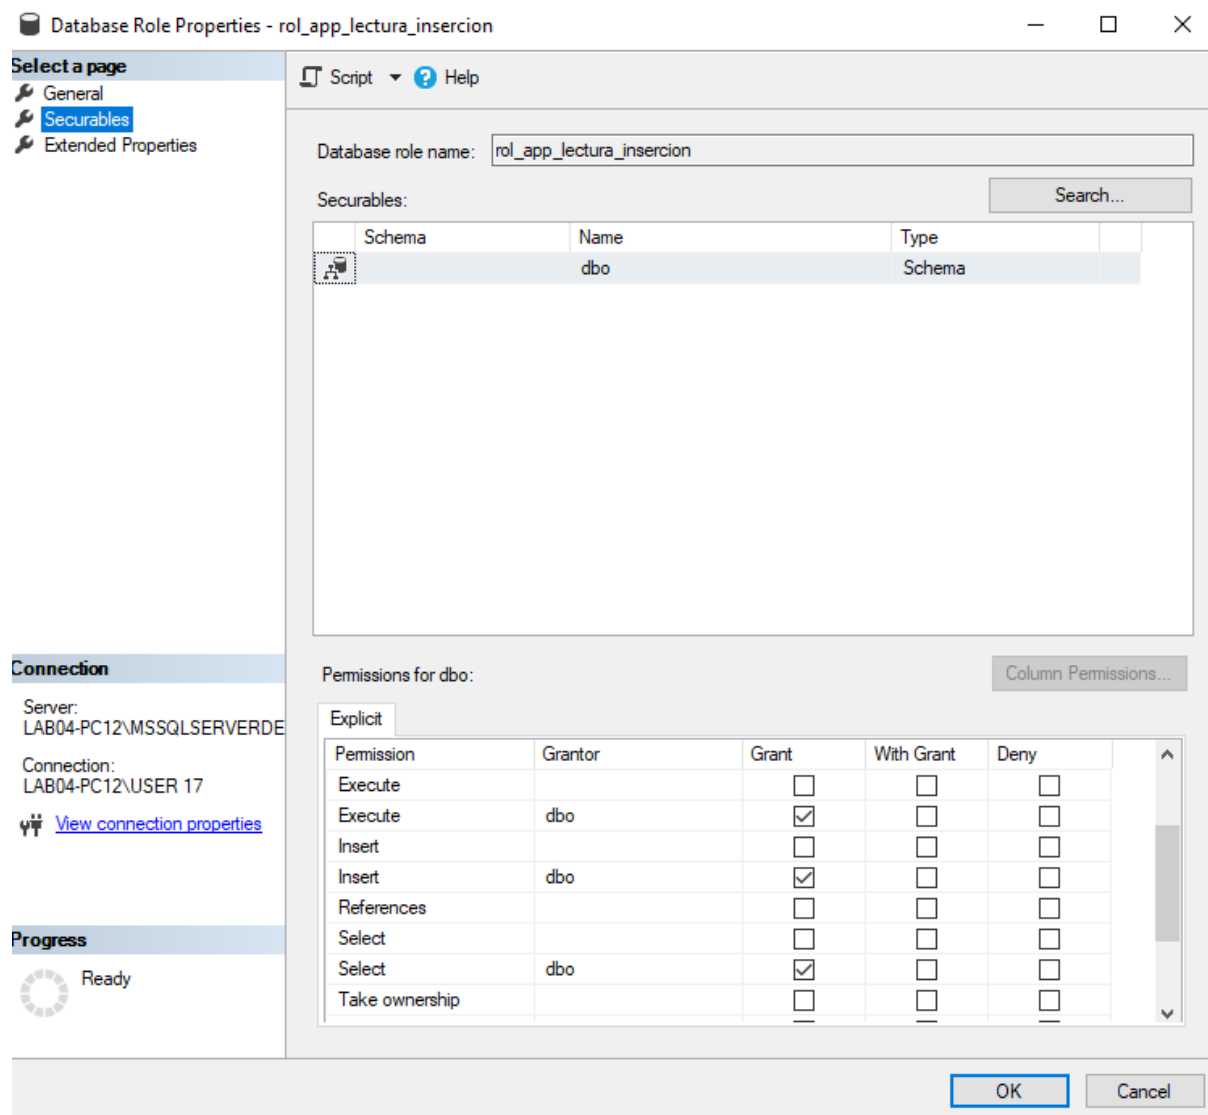 Database Role Properties - rol_app_lectura_insercion
Select a page
General
Securables
Extended Properties
Script
Help
Database role name:
rol_app_lectura_insercion
Securables:
Search...
Schema Name Type
dbo Schema
Connection
Server:
LAB04-PC12\MSSQLSERVERDE
Connection:
LAB04-PC12\USER 17
View connection properties
Progress
Ready
Permissions for dbo:
Column Permissions...
Explicit
Permission Grantor Grant With Grant Deny
Execute
Execute dbo
Insert
Insert dbo
References
Select
Select dbo
Take ownership
OK
Cancel